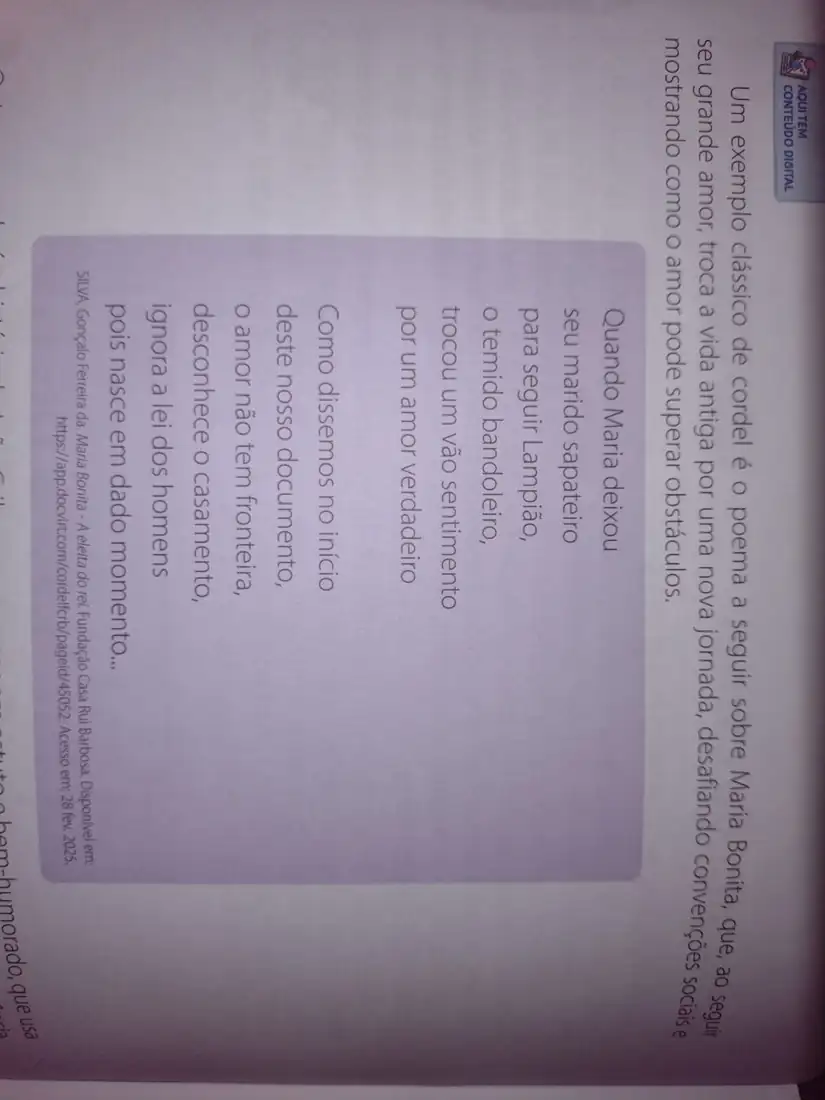 AQUI TEM
CONTEÚDO DIGITAL
Um exemplo clássico de cordel é o poema a seguir sobre Maria Bonita, que, ao seguir
seu grande amor, troca a vida antiga por uma nova jornada, desafiando convenções sociais e
mostrando como o amor pode superar obstáculos.
Quando Maria deixou
seu marido sapateiro
para seguir Lampião,
o temido bandoleiro,
trocou um vão sentimento
por um amor verdadeiro
Como dissemos no início
deste nosso documento,
o amor não tem fronteira,
desconhece o casamento,
ignora a lei dos homens
pois nasce em dado momento...
SILVA, Gonçalo Ferreira da. Maria Bonita - A eleita do rei. Fundação Casa Rui Barbosa. Disponível em:
https://app.docvirt.com/cordelfcrb/pageid/45052. Acesso em: 28 fev. 2025.
bem-humorado, que usa